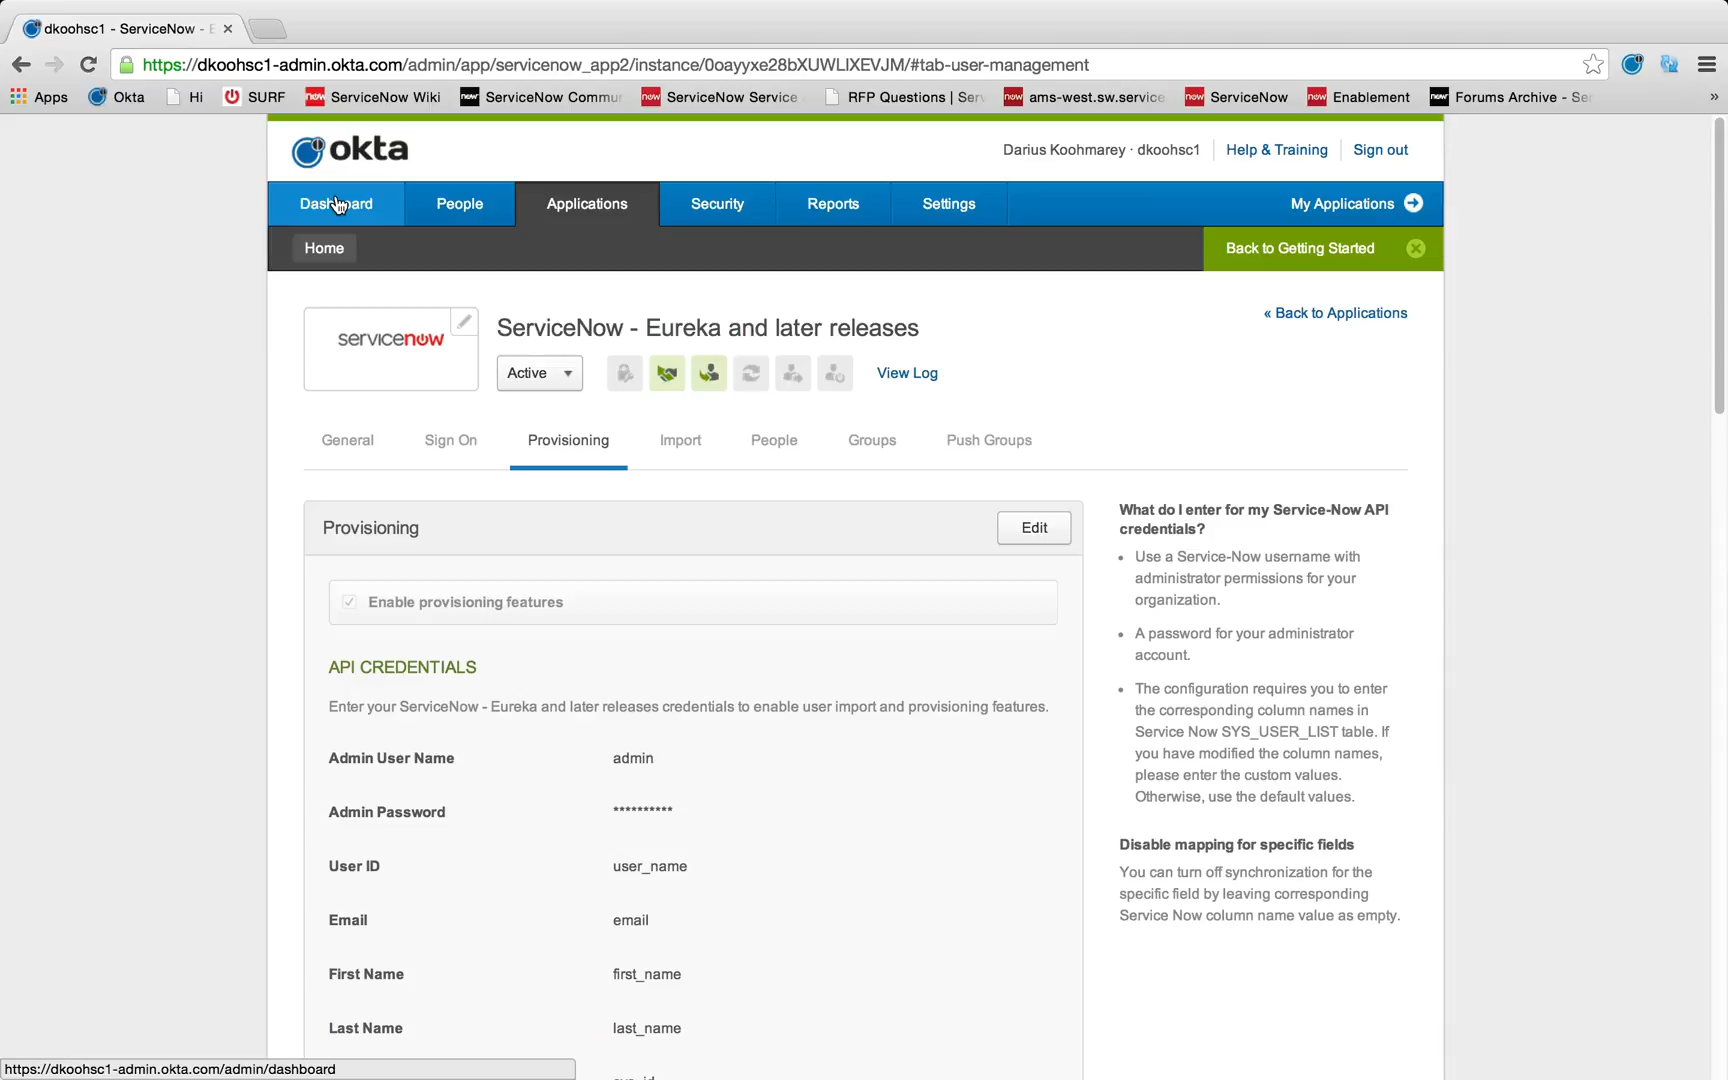 dkoohsc1 - ServiceNow - E
https://dkoohsc1-admin.okta.com/admin/app/servicenow_app2/instance/0oayyxe28bXUWLIXEVJM/#tab-user-management
Apps Okta Hi SURF ServiceNow Wiki ServiceNow Commur ServiceNow Service RFP Questions | Serv ams-west.sw.service ServiceNow Enablement Forums Archive - Ser »
okta
Darius Koohmarey · dkoohsc1 Help & Training Sign out
Dashboard People Applications Security Reports Settings My Applications
Home Back to Getting Started
servicenow
ServiceNow - Eureka and later releases
« Back to Applications
Active View Log
General Sign On Provisioning Import People Groups Push Groups
Provisioning Edit
Enable provisioning features
API CREDENTIALS
Enter your ServiceNow - Eureka and later releases credentials to enable user import and provisioning features.
Admin User Name admin
Admin Password **********
User ID user_name
Email email
First Name first_name
Last Name last_name
What do I enter for my Service-Now API
credentials?
• Use a Service-Now username with
administrator permissions for your
organization.
• A password for your administrator
account.
• The configuration requires you to enter
the corresponding column names in
Service Now SYS_USER_LIST table. If
you have modified the column names,
please enter the custom values.
Otherwise, use the default values.
Disable mapping for specific fields
You can turn off synchronization for the
specific field by leaving corresponding
Service Now column name value as empty.
https://dkoohsc1-admin.okta.com/admin/dashboard